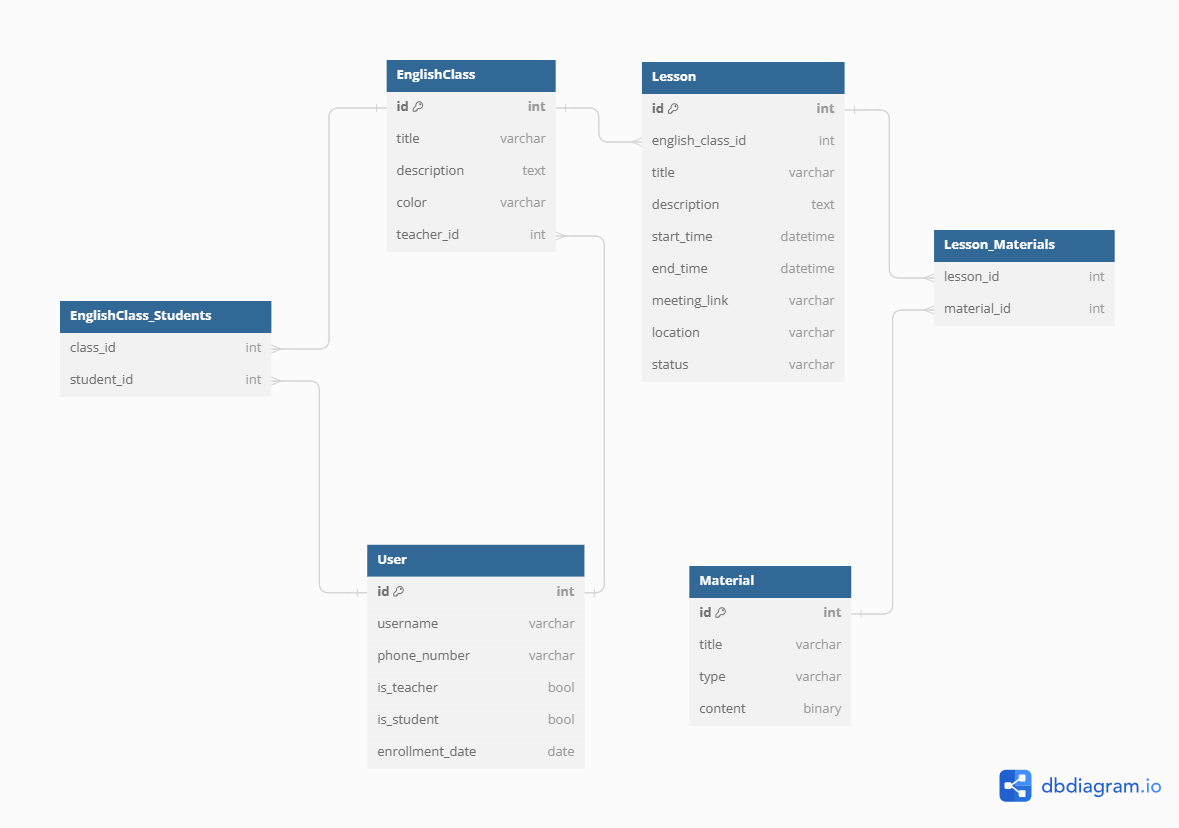 EnglishClass
id int
title varchar
description text
color varchar
teacher_id int
Lesson
id int
english_class_id int
title varchar
description text
start_time datetime
end_time datetime
meeting_link varchar
location varchar
status varchar
Lesson_Materials
lesson_id int
material_id int
EnglishClass_Students
class_id int
student_id int
User
id int
username varchar
phone_number varchar
is_teacher bool
is_student bool
enrollment_date date
Material
id int
title varchar
type varchar
content binary
dbdiagram.io